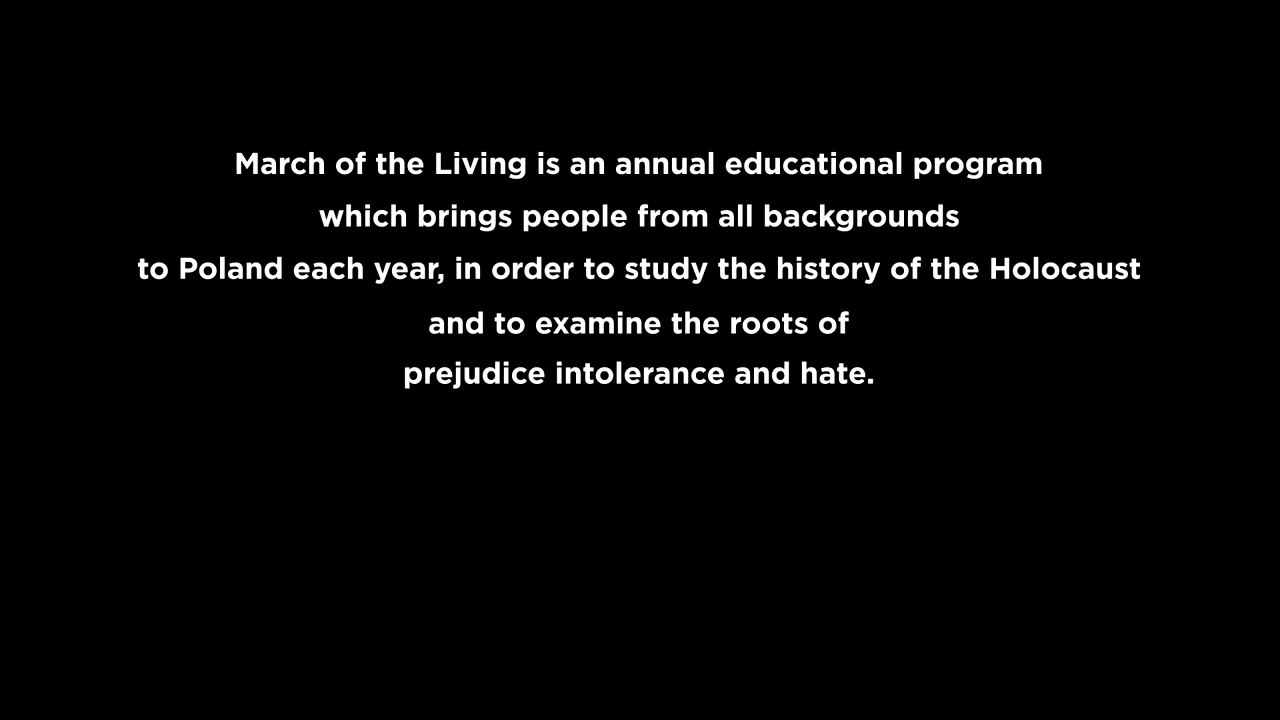 March of the Living is an annual educational program
which brings people from all backgrounds
to Poland each year, in order to study the history of the Holocaust
and to examine the roots of
prejudice intolerance and hate.